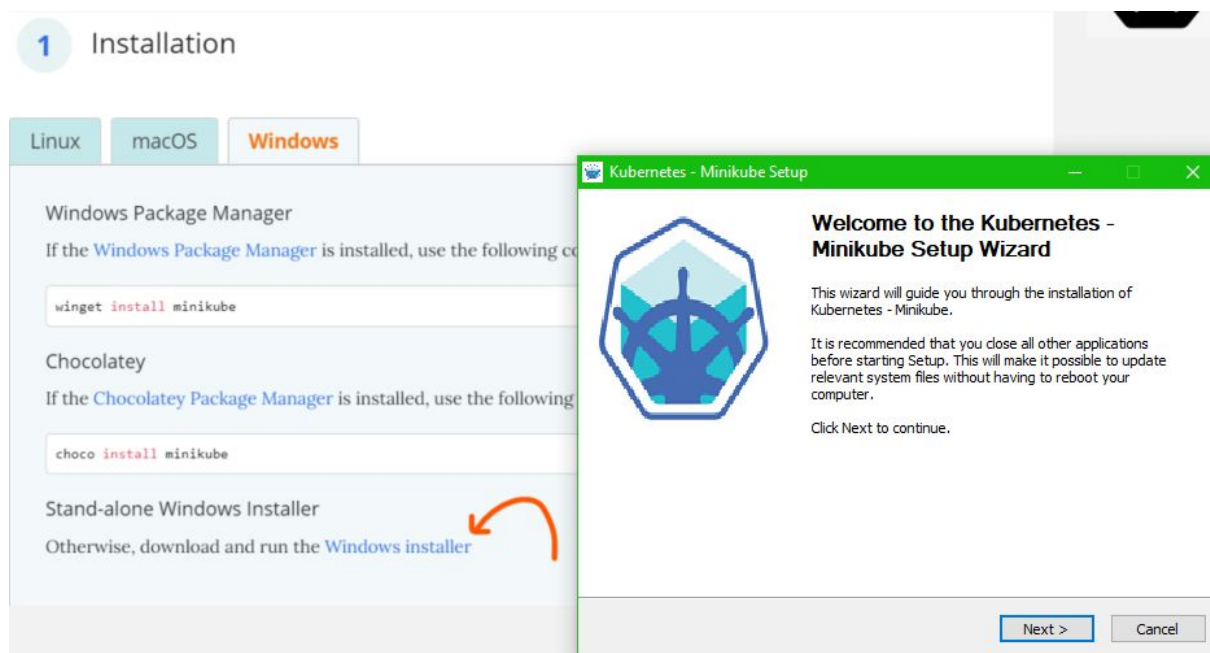 1 Installation
Linux macOS Windows
Windows Package Manager
If the Windows Package Manager is installed, use the following
winget install minikube
Chocolatey
If the Chocolatey Package Manager is installed, use the following
choco install minikube
Stand-alone Windows Installer
Otherwise, download and run the Windows installer
Kubernetes - Minikube Setup
Welcome to the Kubernetes -
Minikube Setup Wizard
This wizard will guide you through the installation of
Kubernetes - Minikube.
It is recommended that you close all other applications
before starting Setup. This will make it possible to update
relevant system files without having to reboot your
computer.
Click Next to continue.
Next >
Cancel